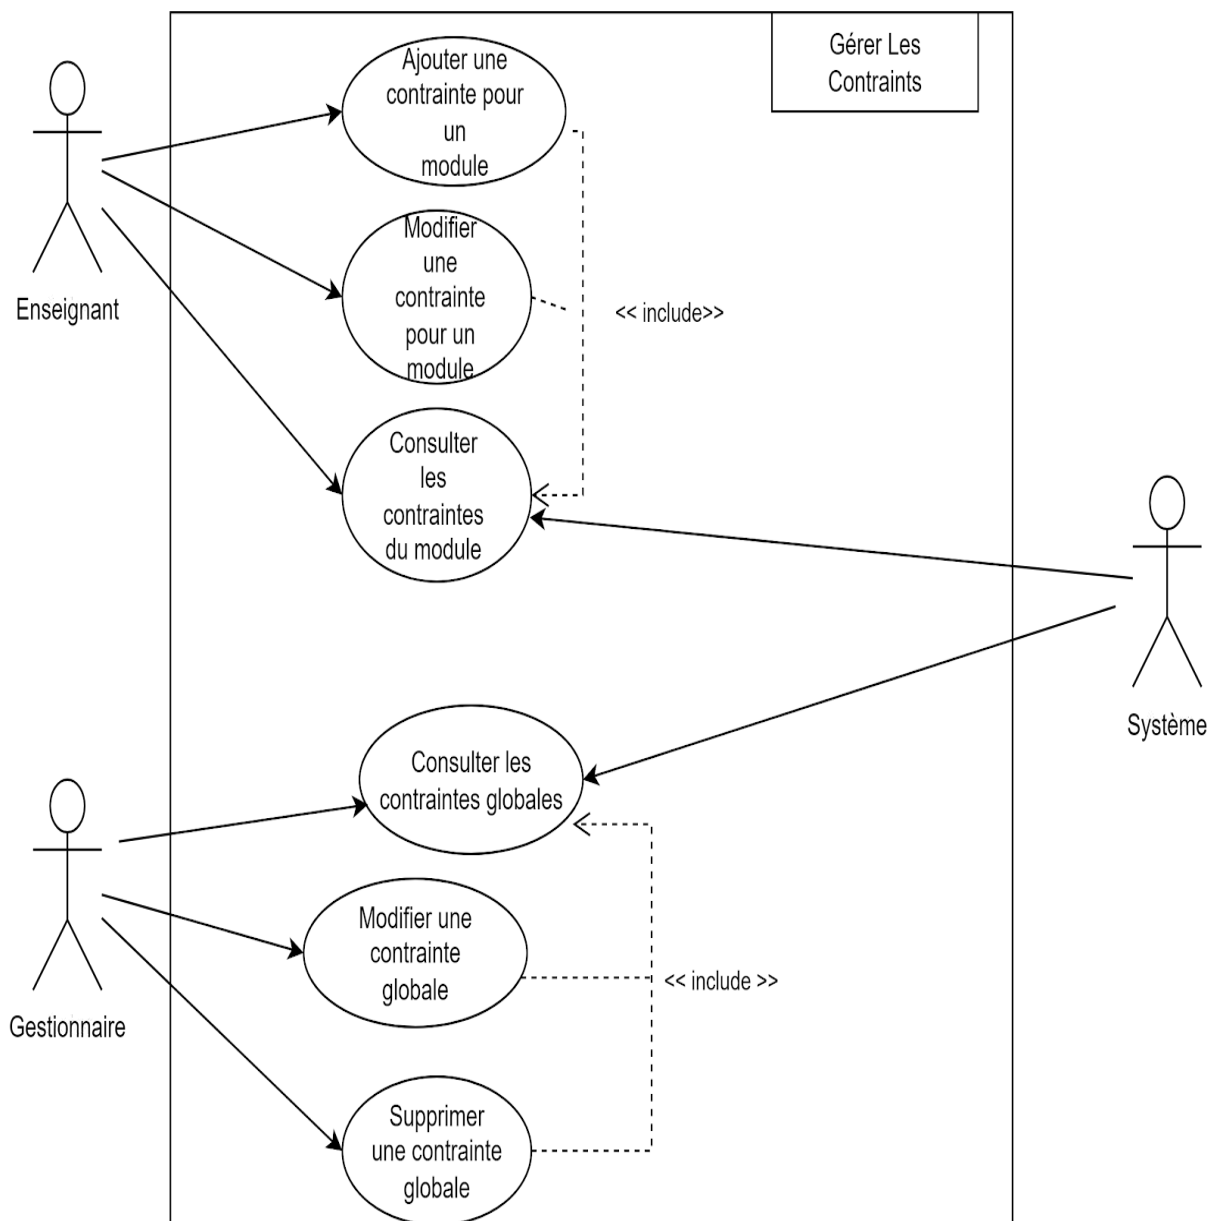 Gérer Les
Contraints
Ajouter une
contrainte pour
un
module
Modifier
une
contrainte
pour un
module
<< include>>
Enseignant
Consulter
les
contraintes
du module
Système
Consulter les
contraintes globales
Modifier une
contrainte
globale
<< include >>
Gestionnaire
Supprimer
une contrainte
globale